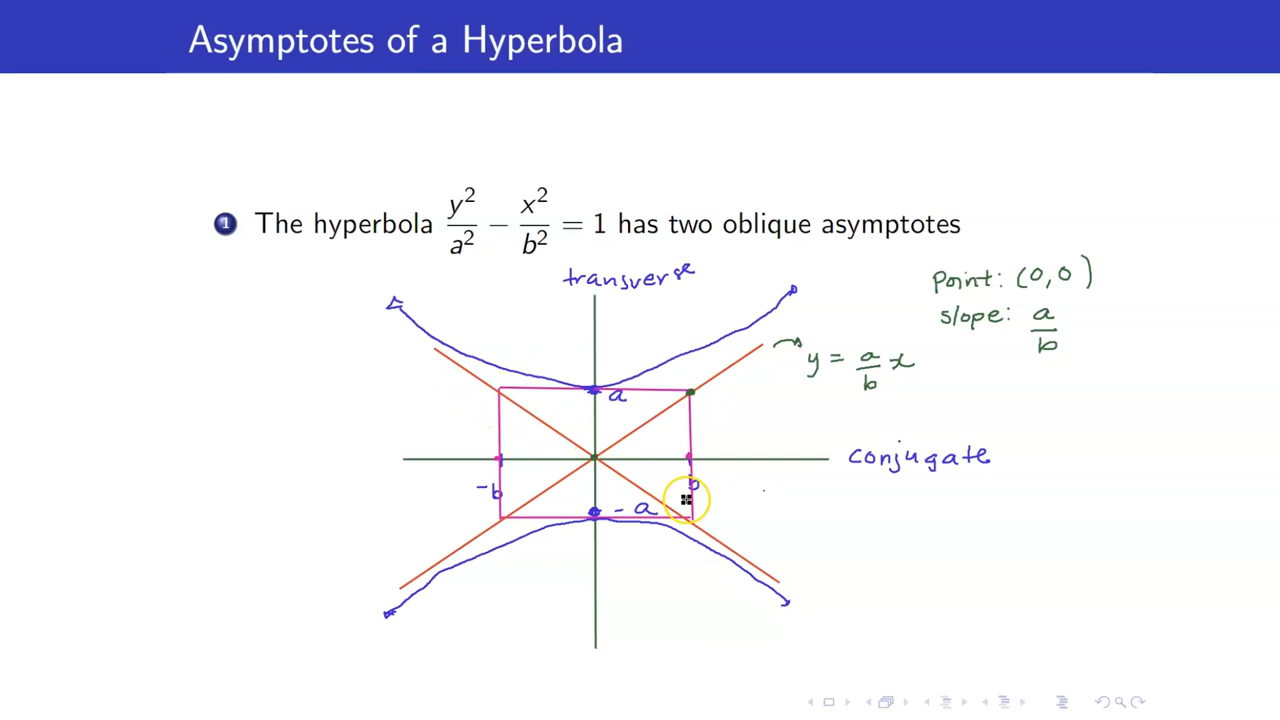 Asymptotes of a Hyperbola
1 The hyperbola y²/a² − x²/b² = 1 has two oblique asymptotes
transverse
Point: (0,0)
slope: a/b
y = a/b x
a
conjugate
-b
b
- a